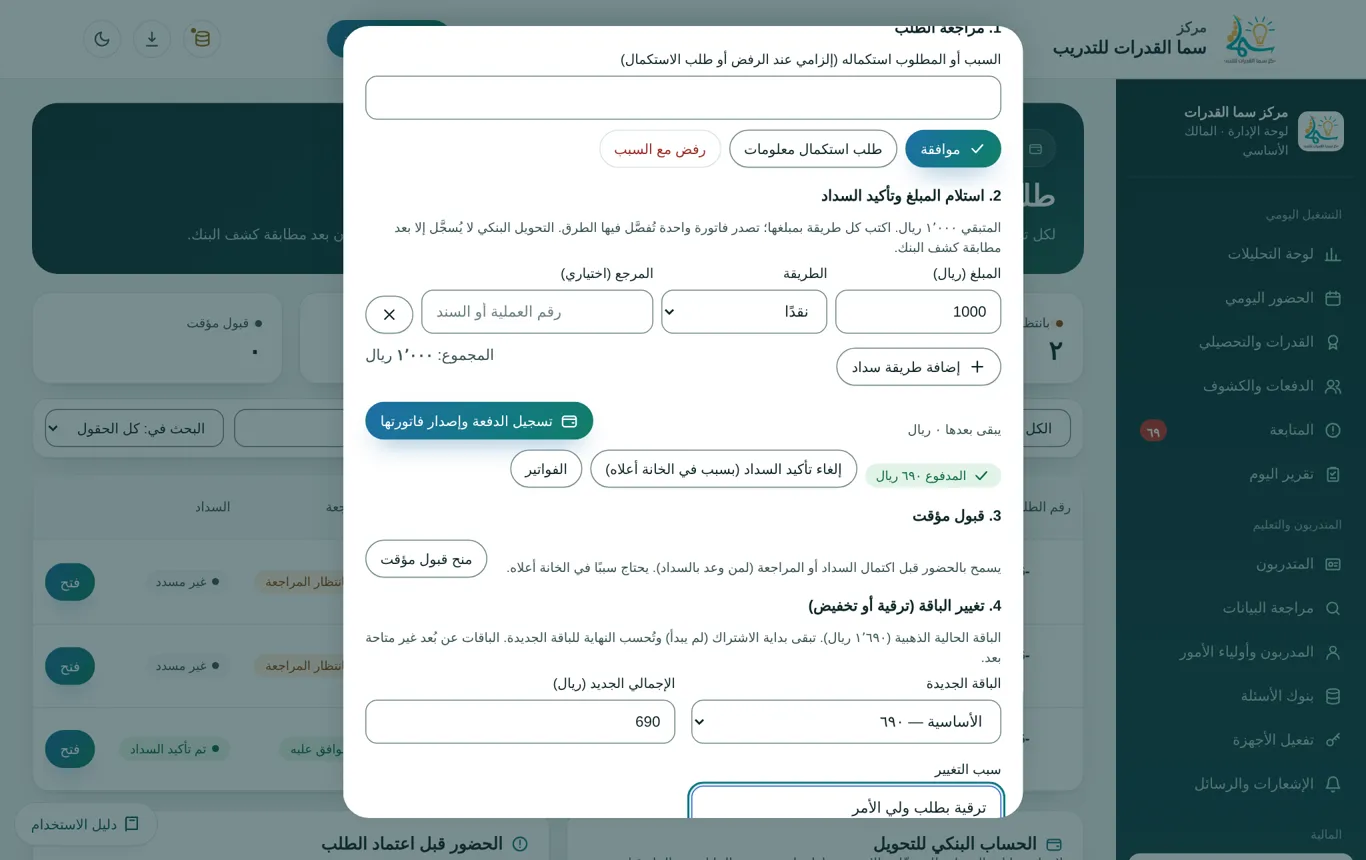 مركز
سما القدرات للتدريب
مركز سما القدرات
لوحة الإدارة · المالك
الأساسي
التشغيل اليومي
لوحة التحليلات
الحضور اليومي
القدرات والتحصيلي
الدفعات والكشوف
المتابعة
٦٩
تقرير اليوم
المتدربون والتعليم
المتدربون
مراجعة البيانات
المدربون وأولياء الأمور
بنوك الأسئلة
تفعيل الأجهزة
الإشعارات والرسائل
المالية
1. مراجعة الطلب
السبب أو المطلوب استكماله (إلزامي عند الرفض أو طلب الاستكمال)
موافقة
طلب استكمال معلومات
رفض مع السبب
2. استلام المبلغ وتأكيد السداد
المتبقي ١٬٠٠٠ ريال. اكتب كل طريقة بمبلغها؛ تصدر فاتورة واحدة تُفصَّل فيها الطرق. التحويل البنكي لا يُسجَّل إلا بعد
مطابقة كشف البنك.
المبلغ (ريال)
الطريقة
المرجع (اختياري)
1000
نقدًا
رقم العملية أو السند
إضافة طريقة سداد
المجموع: ١٬٠٠٠ ريال
يبقى بعدها ٠ ريال
تسجيل الدفعة وإصدار فاتورتها
المدفوع ٦٩٠ ريال
إلغاء تأكيد السداد (بسبب في الخانة أعلاه)
الفواتير
3. قبول مؤقت
يسمح بالحضور قبل اكتمال السداد أو المراجعة (لمن وعد بالسداد). يحتاج سببًا في الخانة أعلاه.
منح قبول مؤقت
4. تغيير الباقة (ترقية أو تخفيض)
الباقة الحالية الذهبية (١٬٦٩٠ ريال). تبقى بداية الاشتراك (لم يبدأ) وتُحسب النهاية للباقة الجديدة. الباقات عن بُعد غير متاحة
بعد.
الباقة الجديدة
الإجمالي الجديد (ريال)
الأساسية — ٦٩٠
690
سبب التغيير
ترقية بطلب ولي الأمر
ن بعد مطابقة كشف البنك.
٢
قبول مؤقت
٠
الكل
البحث في: كل الحقول
السداد
انتظار المراجعة
غير مسدد
فتح
انتظار المراجعة
غير مسدد
فتح
تم تأكيد السداد
فتح
الحساب البنكي للتحويل
الحضور قبل اعتماد الطلب
دليل الاستخدام